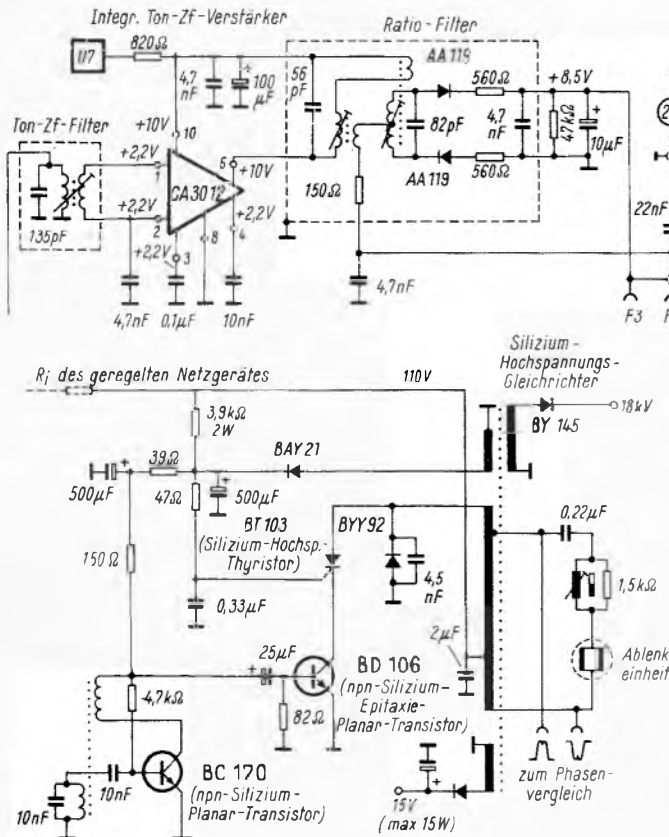 Integr. Ton-Zf-Verstärker
Ratio-Filter
I/7
820Ω
AA 119
4,7
nF
+
100
µF
56
pF
560Ω
+8,5V
Ton-Zf-Filter
+10V
10
82pF
4,7
nF
47kΩ
+
10µF
2
+2,2V
1
CA3012
5
+10V
AA119
560Ω
150Ω
+2,2V
2
+2,2V
135pF
+2,2V
3
8
4
22nF
4,7nF
0,1µF
10nF
4,7nF
F3
F
Silizium-
Hochspannungs-
Gleichrichter
Ri des geregelten Netzgerätes
110V
18kV
BY 145
3,9kΩ
2W
39Ω
BAY 21
+
500µF
47Ω
+
500µF
BT 103
(Silizium-Hochsp.-
Thyristor)
BYY92
0,22µF
150Ω
4,5
nF
1,5kΩ
0,33µF
2µF
25µF
+
BD 106
(npn-Silizium-
Epitaxie-
Planar-Transistor)
Ablenk
einheit
4,7kΩ
82Ω
BC 170
(npn-Silizium-
Planar-Transistor)
10nF
10nF
+
15V
(max 15W)
zum Phasen-
vergleich